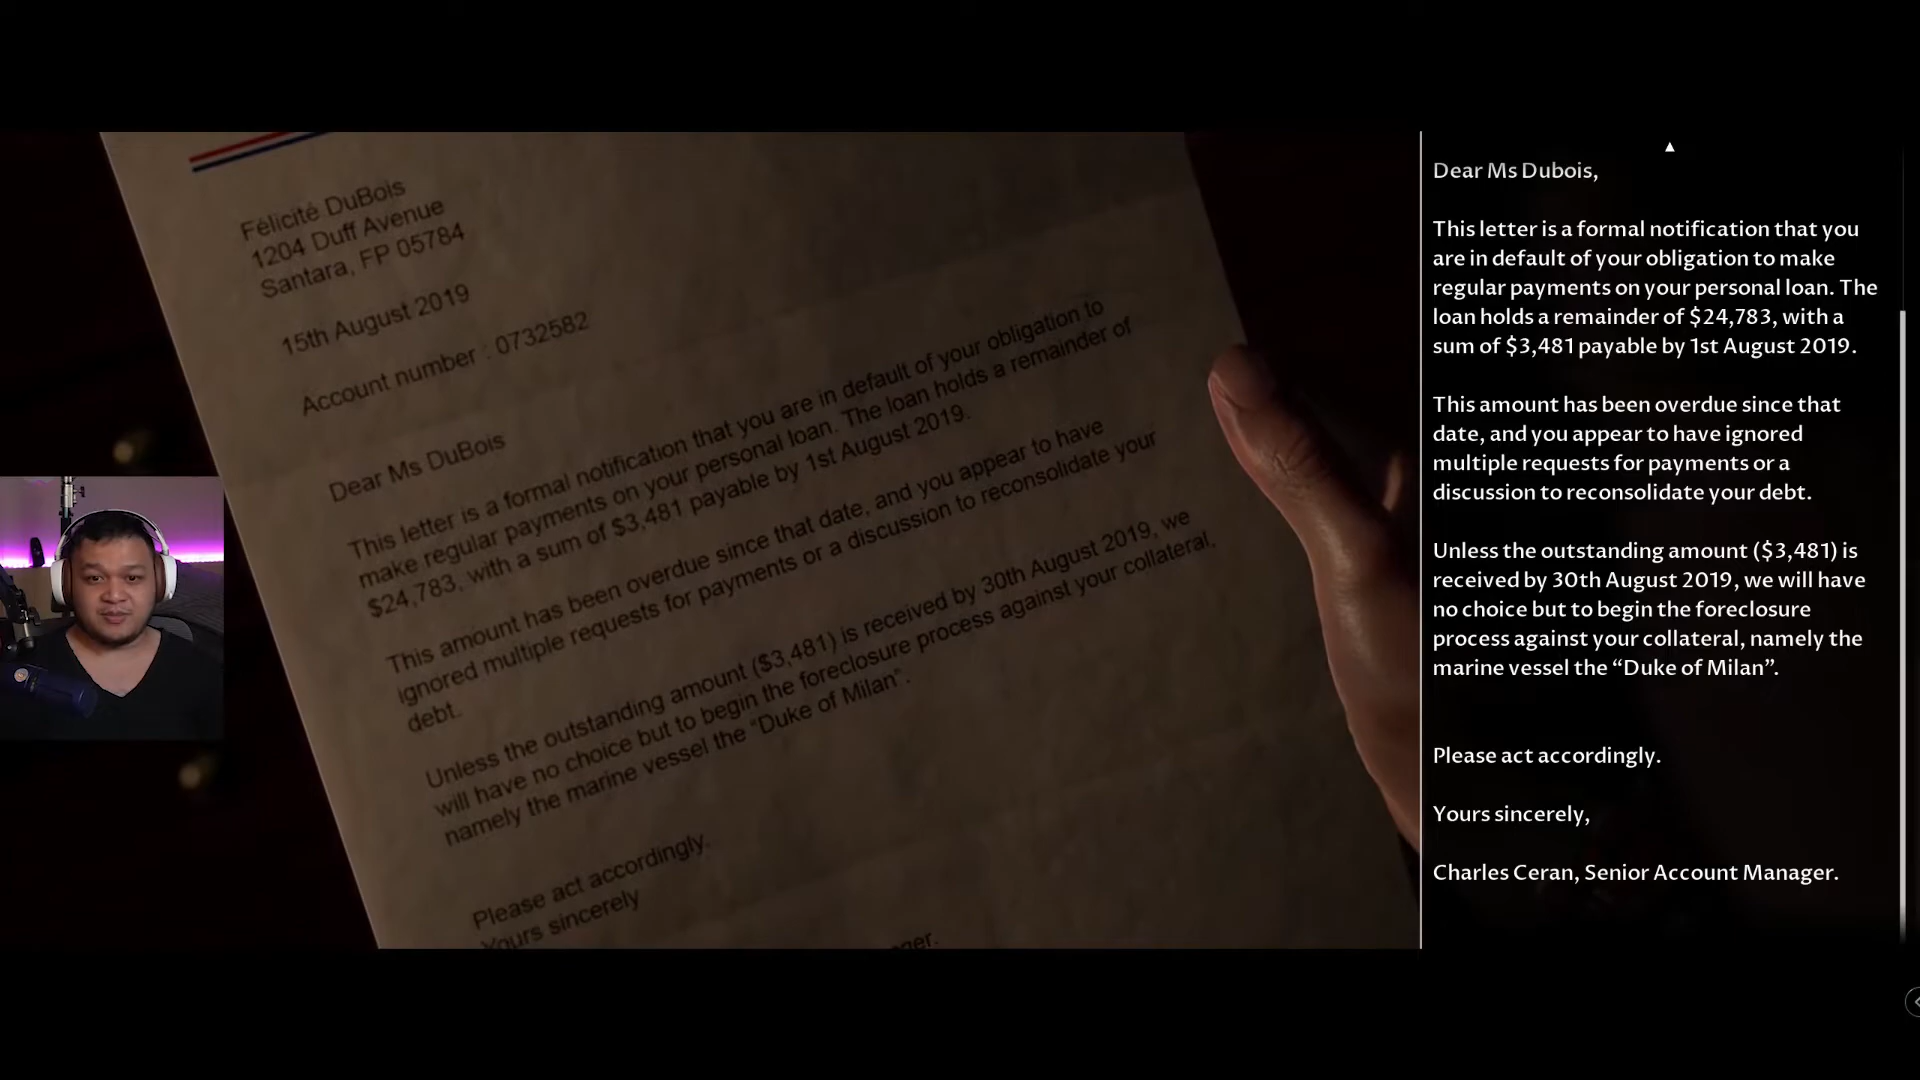 Félicité DuBois
1204 Duff Avenue
Santara, FP 05784
15th August 2019
Account number : 0732582
Dear Ms DuBois
This letter is a formal notification that you are in default of your obligation to
make regular payments on your personal loan. The loan holds a remainder of
$24,783, with a sum of $3,481 payable by 1st August 2019.
This amount has been overdue since that date, and you appear to have
ignored multiple requests for payments or a discussion to reconsolidate your
debt.
Unless the outstanding amount ($3,481) is received by 30th August 2019, we
will have no choice but to begin the foreclosure process against your collateral,
namely the marine vessel the "Duke of Milan".
Please act accordingly.
Yours sincerely
Dear Ms Dubois,
This letter is a formal notification that you
are in default of your obligation to make
regular payments on your personal loan. The
loan holds a remainder of $24,783, with a
sum of $3,481 payable by 1st August 2019.
This amount has been overdue since that
date, and you appear to have ignored
multiple requests for payments or a
discussion to reconsolidate your debt.
Unless the outstanding amount ($3,481) is
received by 30th August 2019, we will have
no choice but to begin the foreclosure
process against your collateral, namely the
marine vessel the “Duke of Milan”.
Please act accordingly.
Yours sincerely,
Charles Ceran, Senior Account Manager.